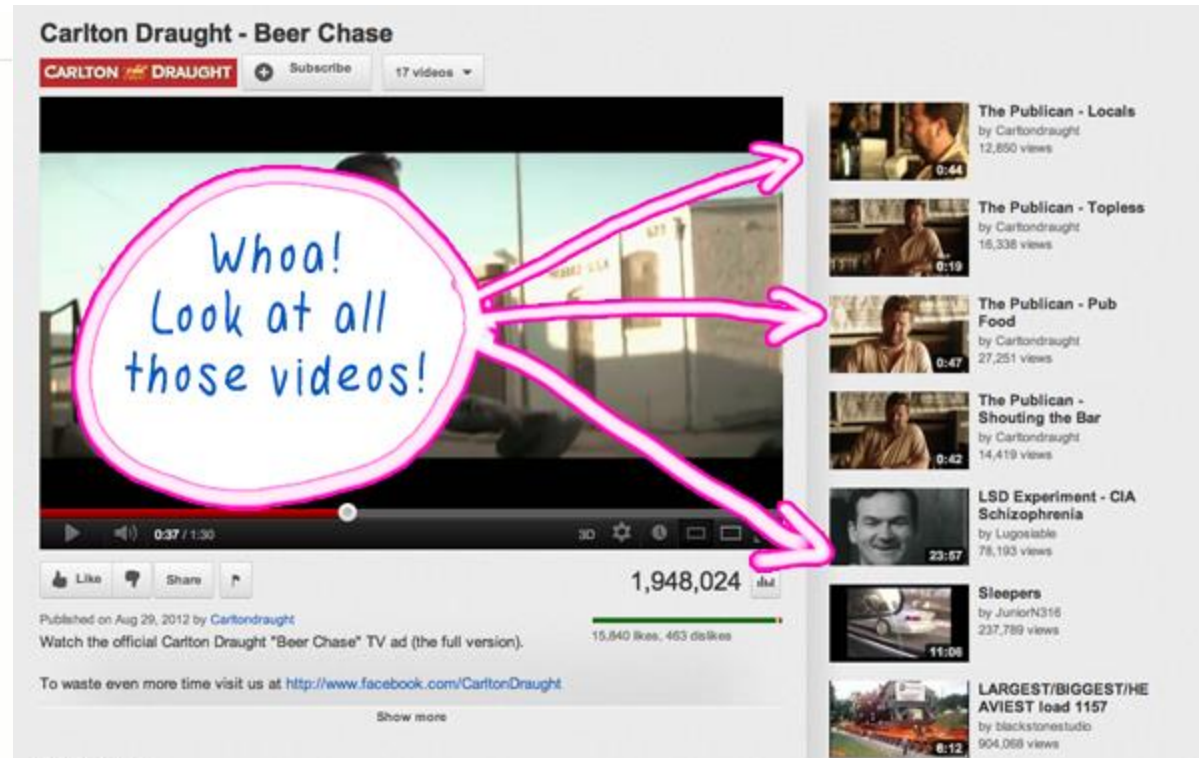 Carlton Draught - Beer Chase
CARLTON DRAUGHT
Subscribe
17 videos
Whoa!
Look at all
those videos!
0:37 / 1:30
3D
Like
Share
1,948,024
Published on Aug 29, 2012 by Carltondraught
15,840 likes, 463 dislikes
Watch the official Carlton Draught "Beer Chase" TV ad (the full version).
To waste even more time visit us at http://www.facebook.com/CarltonDraught
Show more
The Publican - Locals
by Carltondraught
12,850 views
0:44
The Publican - Topless
by Carltondraught
16,338 views
0:19
The Publican - Pub
Food
by Carltondraught
27,251 views
0:47
The Publican -
Shouting the Bar
by Carltondraught
14,419 views
0:42
LSD Experiment - CIA
Schizophrenia
by Lugosiable
78,193 views
23:57
Sleepers
by JuniorN316
237,789 views
11:06
LARGEST/BIGGEST/HE
AVIEST load 1157
by blackstonestudio
904,068 views
6:12